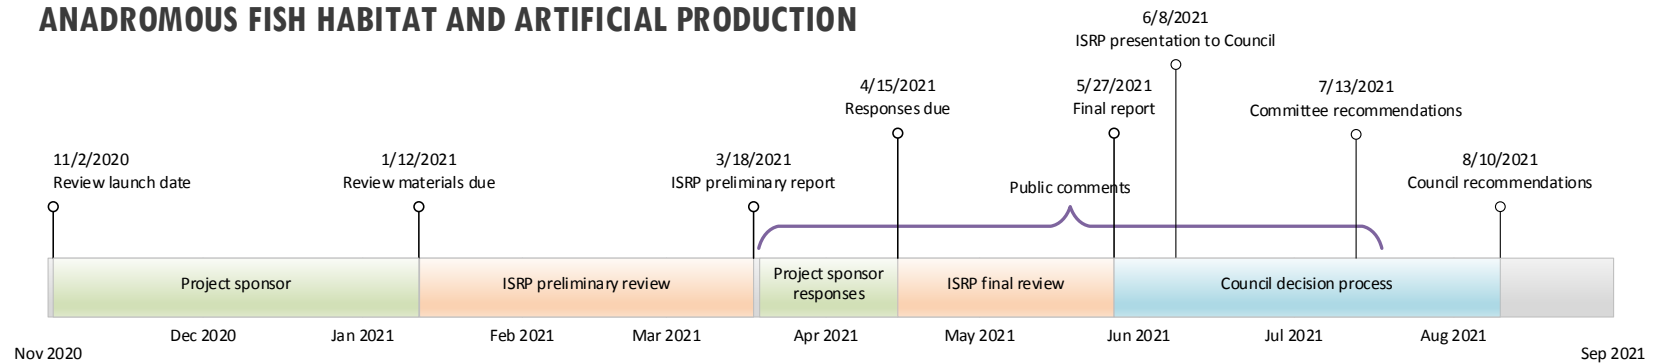 ANADROMOUS FISH HABITAT AND ARTIFICIAL PRODUCTION
6/8/2021
ISRP presentation to Council
4/15/2021
Responses due
5/27/2021
Final report
7/13/2021
Committee recommendations
11/2/2020
Review launch date
1/12/2021
Review materials due
3/18/2021
ISRP preliminary report
Public comments
8/10/2021
Council recommendations
Project sponsor
ISRP preliminary review
Project sponsor
responses
ISRP final review
Council decision process
Nov 2020
Dec 2020
Jan 2021
Feb 2021
Mar 2021
Apr 2021
May 2021
Jun 2021
Jul 2021
Aug 2021
Sep 2021